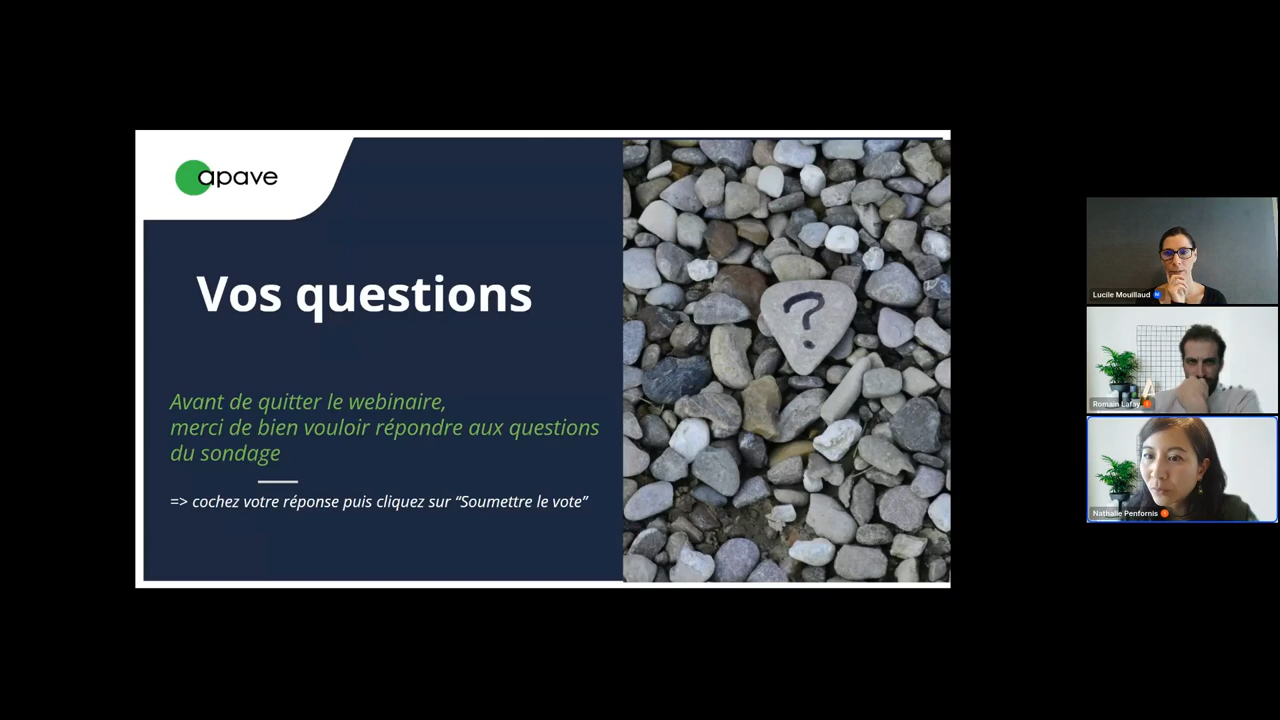 apave
Vos questions
Avant de quitter le webinaire,
merci de bien vouloir répondre aux questions
du sondage
=> cochez votre réponse puis cliquez sur “Soumettre le vote”
?
Lucile Mouillaud
Romain Lafay
Nathalie Penfornis